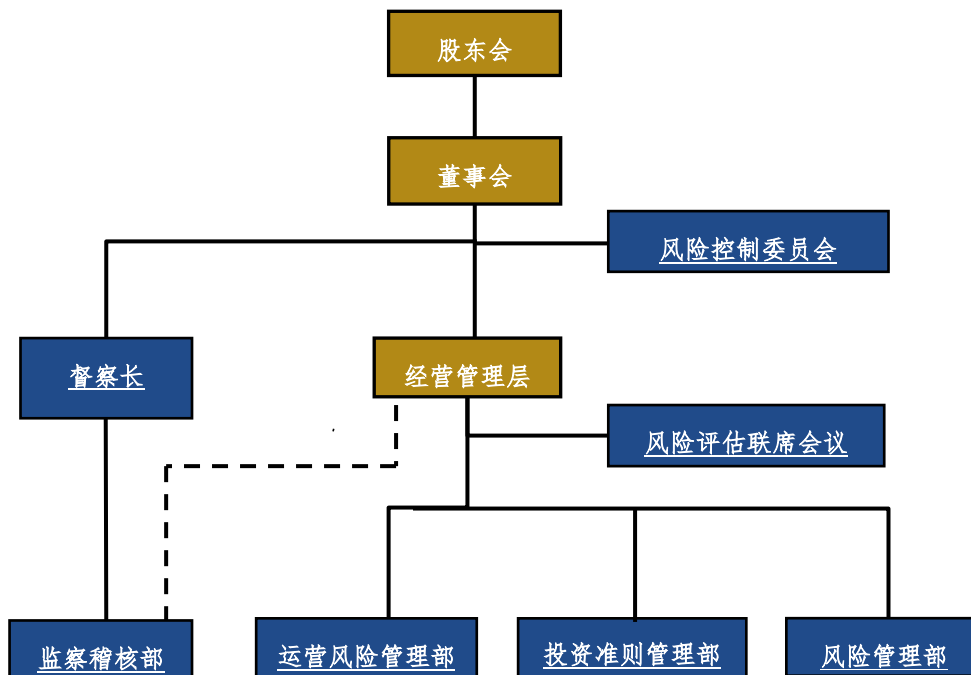 股东会
董事会
风险控制委员会
督察长
经营管理层
风险评估联席会议
监察稽核部
运营风险管理部
投资准则管理部
风险管理部